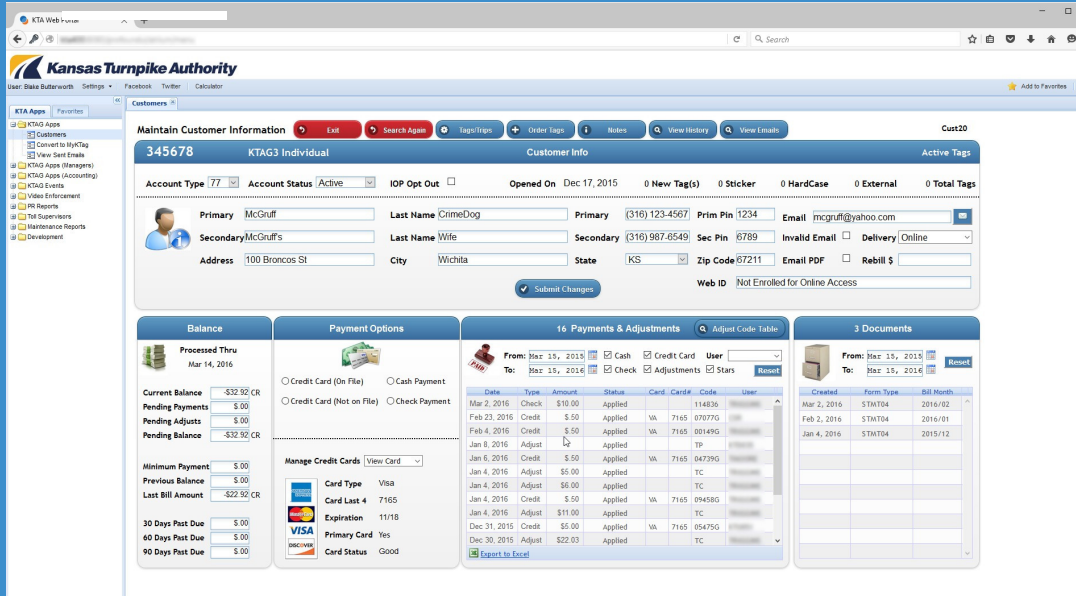 KTA Web Portal
Search
Kansas Turnpike Authority
User: Blake Butterworth Settings Facebook Twitter Calculator Add to Favorites
KTA Apps Favorites
KTAG Apps
Customers
Convert to MyKTag
View Sent Emails
KTAG Apps (Managers)
KTAG Apps (Accounting)
KTAG Events
Video Enforcement
PR Reports
Toll Supervisors
Maintenance Reports
Development
Customers
Maintain Customer Information Exit Search Again Tags/Trips Order Tags Notes View History View Emails Cust20
345678 KTAG3 Individual Customer Info Active Tags
Account Type 77 Account Status Active IOP Opt Out Opened On Dec 17, 2015 0 New Tag(s) 0 Sticker 0 HardCase 0 External 0 Total Tags
Primary McGruff Last Name CrimeDog Primary (316) 123-4567 Prim Pin 1234 Email mcgruff@yahoo.com
Secondary McGruff's Last Name Wife Secondary (316) 987-6549 Sec Pin 6789 Invalid Email Delivery Online
Address 100 Broncos St City Wichita State KS Zip Code 67211 Email PDF Rebill $
Submit Changes Web ID Not Enrolled for Online Access
Balance
Processed Thru
Mar 14, 2016
Current Balance -$32.92 CR
Pending Payments $.00
Pending Adjusts $.00
Pending Balance -$32.92 CR
Minimum Payment $.00
Previous Balance $.00
Last Bill Amount -$22.92 CR
30 Days Past Due $.00
60 Days Past Due $.00
90 Days Past Due $.00
Payment Options
Credit Card (On File) Cash Payment
Credit Card (Not on File) Check Payment
Manage Credit Cards View Card
Card Type Visa
Card Last 4 7165
Expiration 11/18
Primary Card Yes
Card Status Good
AMERICAN EXPRESS
MasterCard
VISA
DISCOVER
16 Payments & Adjustments Adjust Code Table
PAID
From: Mar 15, 2015 Cash Credit Card User
To: Mar 15, 2016 Check Adjustments Stars Reset
Date Type Amount Status Card Card# Code User
Mar 2, 2016 Check $10.00 Applied 114836
Feb 23, 2016 Credit $.50 Applied VA 7165 07077G
Feb 4, 2016 Credit $.50 Applied VA 7165 00149G
Jan 8, 2016 Adjust Applied TP
Jan 6, 2016 Credit $.50 Applied VA 7165 04739G
Jan 4, 2016 Adjust $5.00 Applied TC
Jan 4, 2016 Adjust $6.00 Applied TC
Jan 4, 2016 Credit $.50 Applied VA 7165 09458G
Jan 4, 2016 Adjust $11.00 Applied TC
Dec 31, 2015 Credit $5.00 Applied VA 7165 05475G
Dec 30, 2015 Adjust $22.03 Applied TC
Export to Excel
3 Documents
From: Mar 15, 2015
To: Mar 15, 2016 Reset
Created Form Type Bill Month
Mar 2, 2016 STMT04 2016/02
Feb 2, 2016 STMT04 2016/01
Jan 4, 2016 STMT04 2015/12